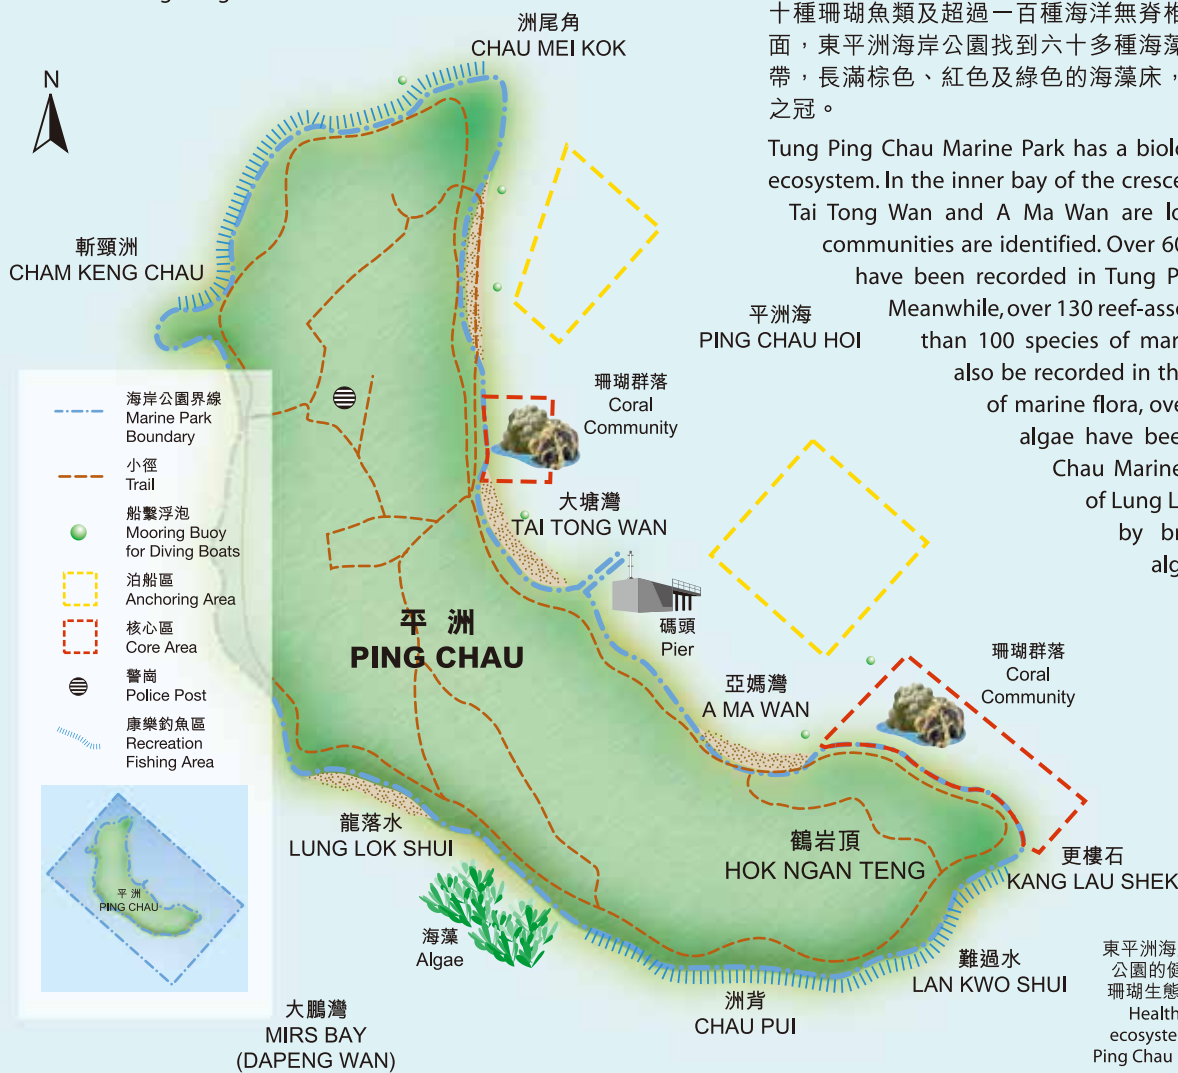 十種珊瑚魚類及超過一百種海洋無脊椎
面，東平洲海岸公園找到六十多種海藻
帶，長滿棕色、紅色及綠色的海藻床，
之冠。
Tung Ping Chau Marine Park has a biolo
ecosystem. In the inner bay of the cresce
Tai Tong Wan and A Ma Wan are lo
communities are identified. Over 60
have been recorded in Tung P
Meanwhile, over 130 reef-asso
than 100 species of mar
also be recorded in th
of marine flora, ove
algae have bee
Chau Marine
of Lung L
by br
alg
N
洲尾角
CHAU MEI KOK
斬頸洲
CHAM KENG CHAU
平洲海
PING CHAU HOI
珊瑚群落
Coral
Community
大塘灣
TAI TONG WAN
碼頭
Pier
平 洲
PING CHAU
亞媽灣
A MA WAN
珊瑚群落
Coral
Community
鶴岩頂
HOK NGAN TENG
更樓石
KANG LAU SHEK
龍落水
LUNG LOK SHUI
海藻
Algae
難過水
LAN KWO SHUI
洲背
CHAU PUI
大鵬灣
MIRS BAY
(DAPENG WAN)
海岸公園界線
Marine Park
Boundary
小徑
Trail
船繫浮泡
Mooring Buoy
for Diving Boats
泊船區
Anchoring Area
核心區
Core Area
警崗
Police Post
康樂釣魚區
Recreation
Fishing Area
平 洲
PING CHAU
東平洲海
公園的健
珊瑚生態
Health
ecosyste
Ping Chau